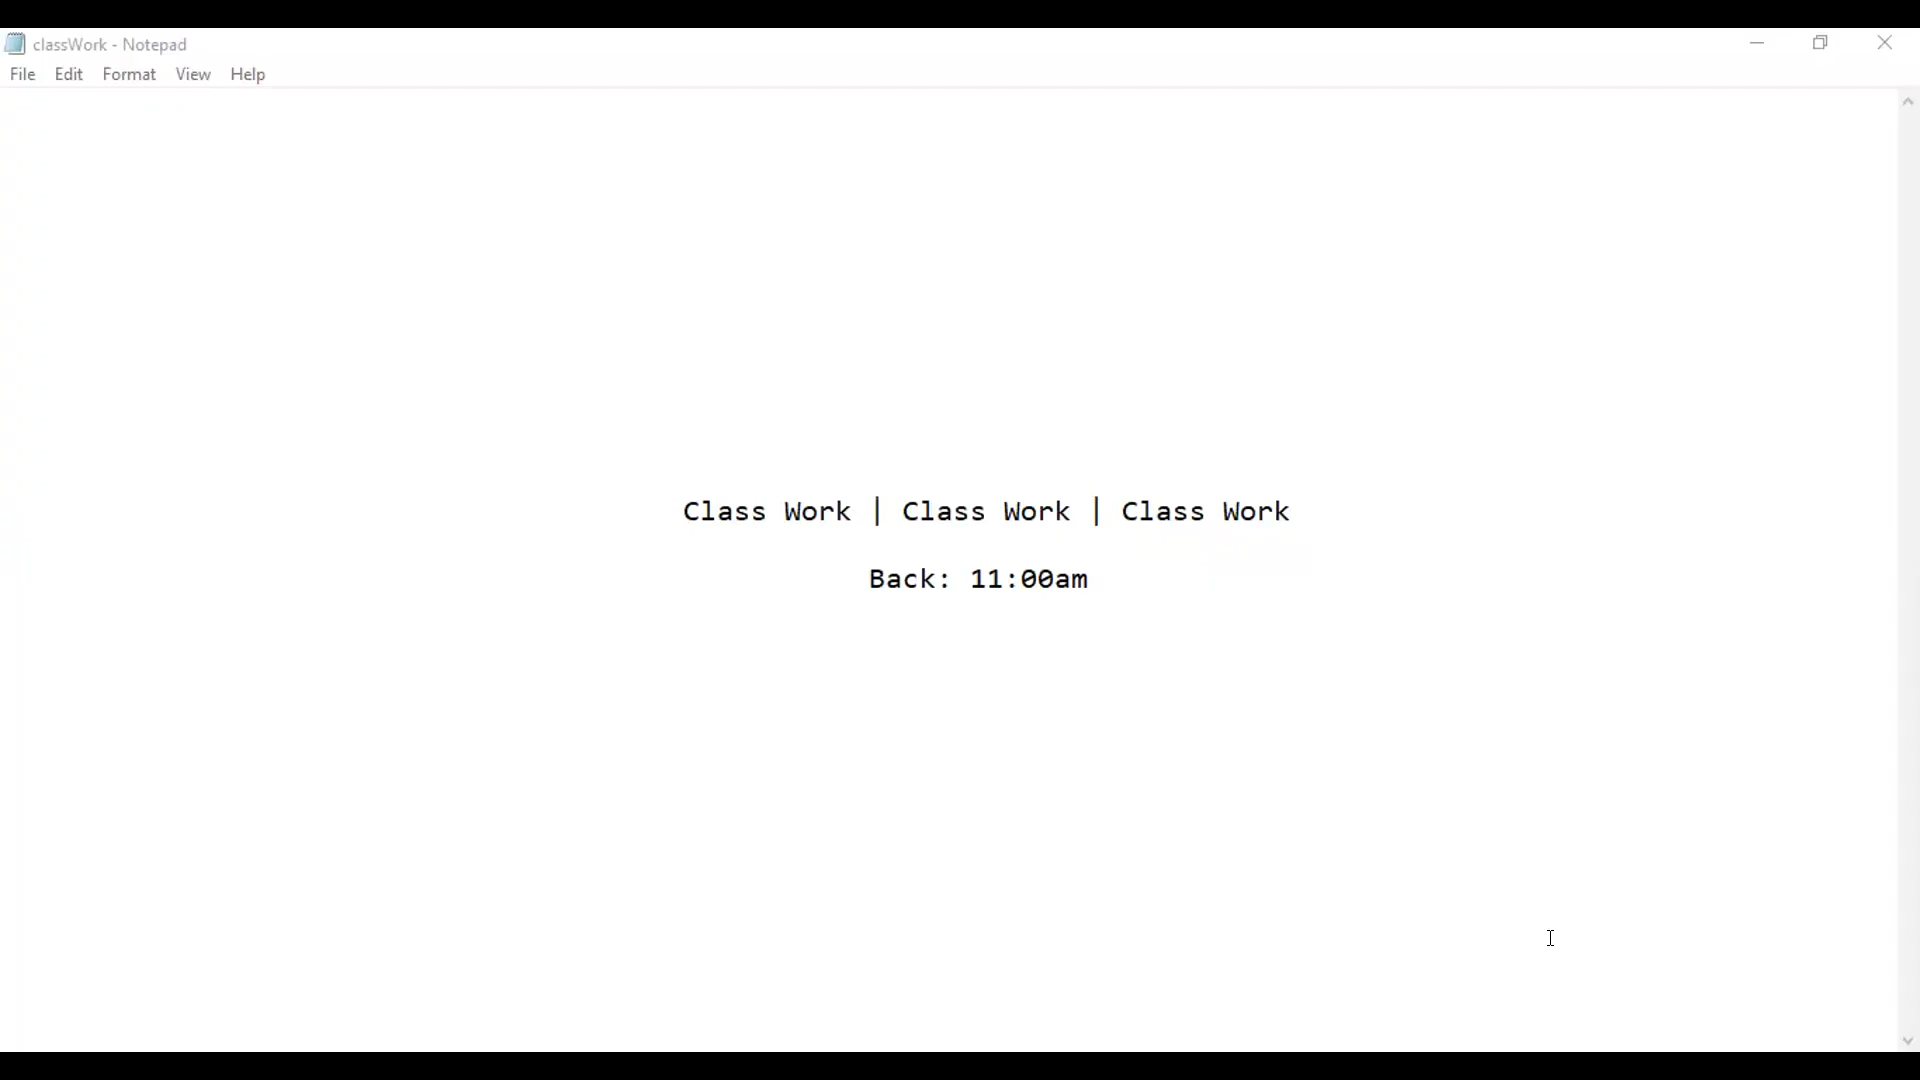 classWork - Notepad
File Edit Format View Help
Class Work | Class Work | Class Work
Back: 11:00am